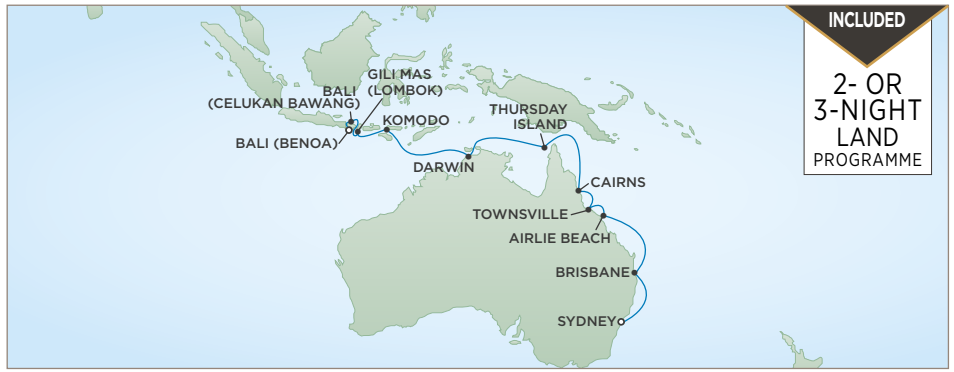 INCLUDED
2- OR
3-NIGHT
LAND
PROGRAMME
GILI MAS
(LOMBOK)
BALI
(CELUKAN BAWANG)
BALI (BENOA)
KOMODO
DARWIN
THURSDAY
ISLAND
CAIRNS
TOWNSVILLE
AIRLIE BEACH
BRISBANE
SYDNEY